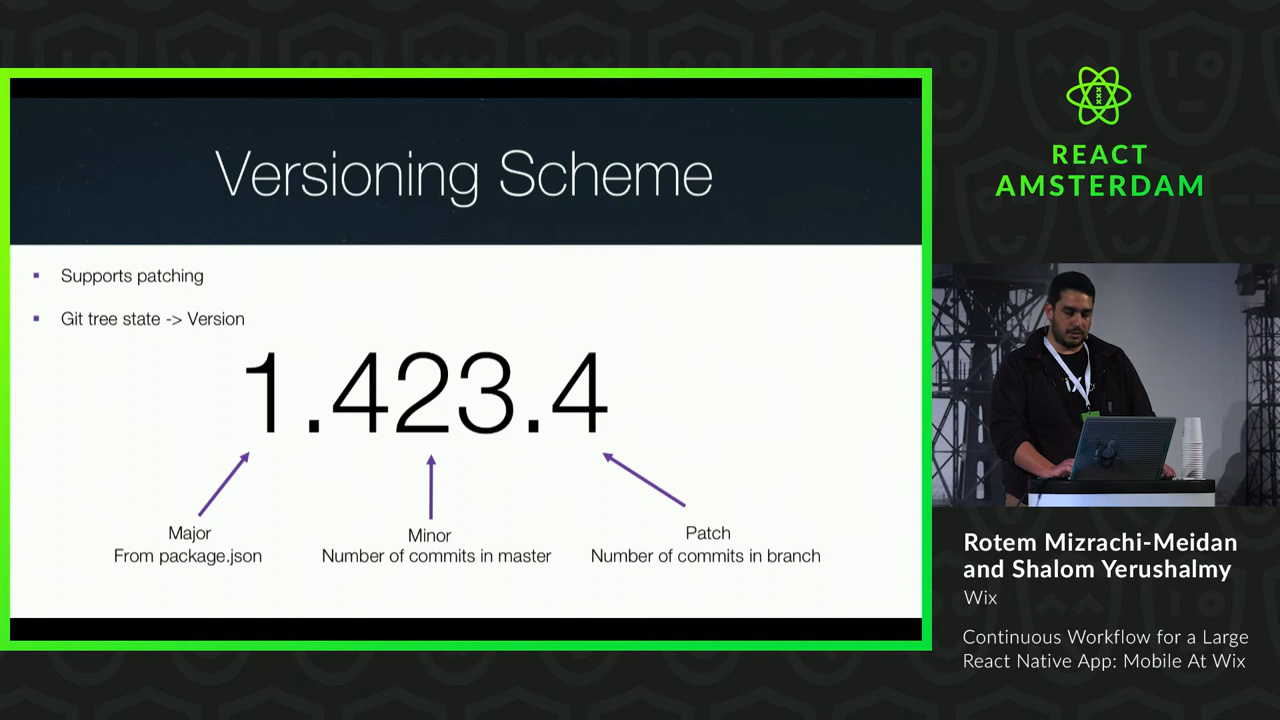 Versioning Scheme
Supports patching
Git tree state -> Version
1.423.4
Major
From package.json
Minor
Number of commits in master
Patch
Number of commits in branch
REACT
AMSTERDAM
Rotem Mizrachi-Meidan
and Shalom Yerushalmy
Wix
Continuous Workflow for a Large
React Native App: Mobile At Wix